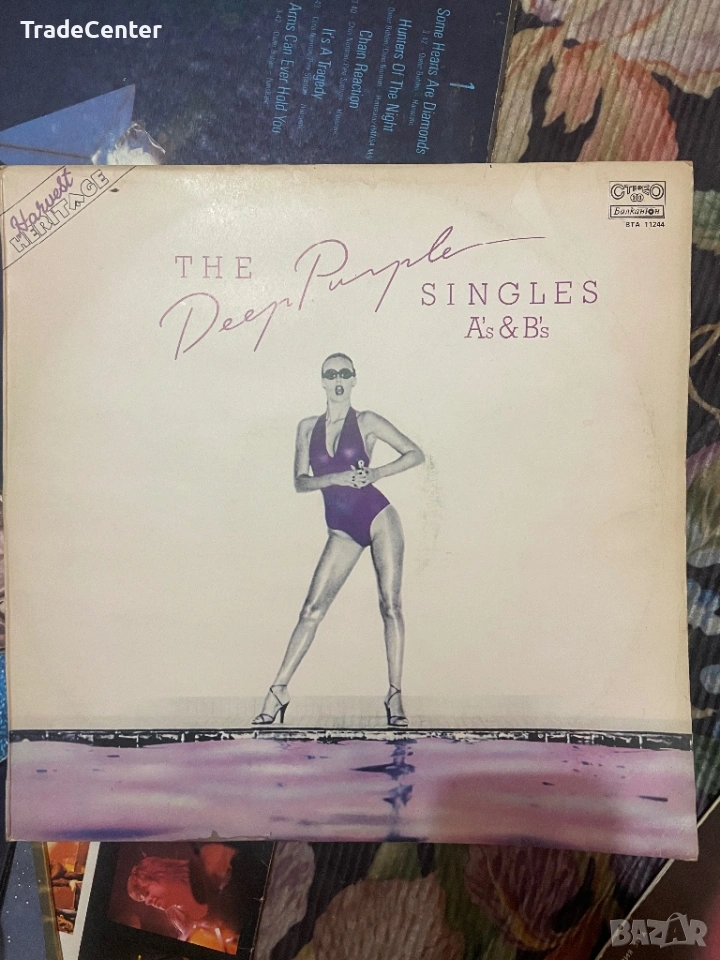 TradeCenter
1
Some Hearts Are Diamonds
Hunters Of The Night
Chain Reaction
It's A Tragedy
Arms Can Ever Hold You
Harvest
HERITAGE
СТЕРЕО
Балкантон
ВТА 11244
THE
Deep Purple
SINGLES
A's & B's
BAZAR